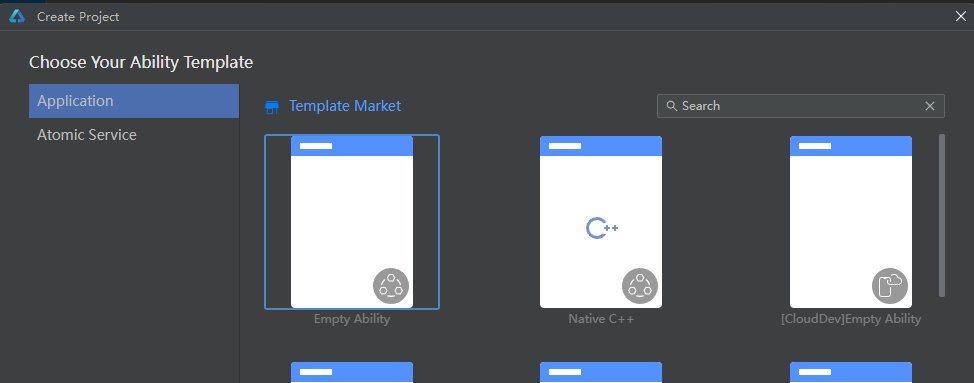 Create Project
Choose Your Ability Template
Application
Atomic Service
Template Market
Search
C++
Empty Ability
Native C++
[CloudDev]Empty Ability